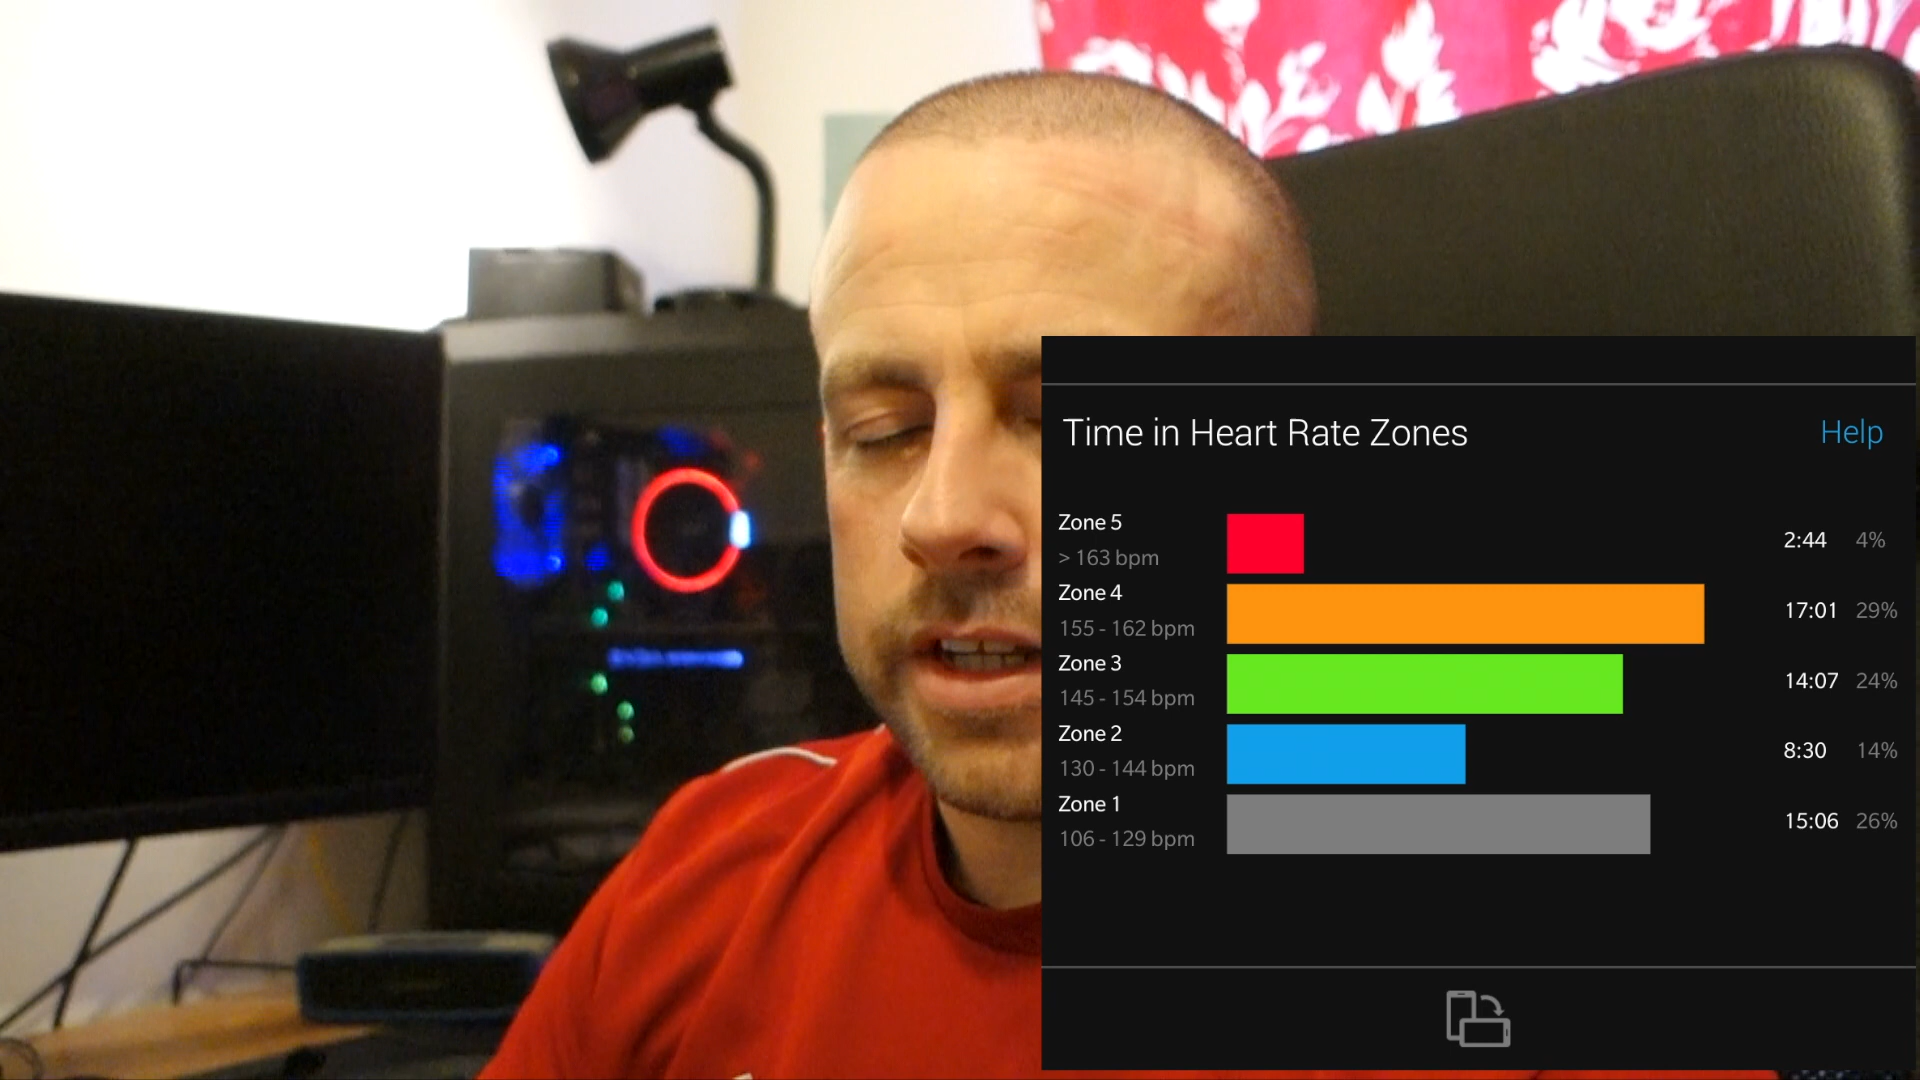 Time in Heart Rate Zones Help
Zone 5
> 163 bpm
2:44 4%
Zone 4
155 - 162 bpm
17:01 29%
Zone 3
145 - 154 bpm
14:07 24%
Zone 2
130 - 144 bpm
8:30 14%
Zone 1
106 - 129 bpm
15:06 26%